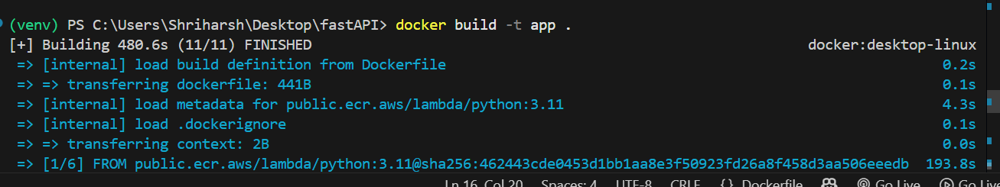 (venv) PS C:\Users\Shriharsh\Desktop\fastAPI> docker build -t app .
[+] Building 480.6s (11/11) FINISHED docker:desktop-linux
=> [internal] load build definition from Dockerfile 0.2s
=> => transferring dockerfile: 441B 0.1s
=> [internal] load metadata for public.ecr.aws/lambda/python:3.11 4.3s
=> [internal] load .dockerignore 0.1s
=> => transferring context: 2B 0.0s
=> [1/6] FROM public.ecr.aws/lambda/python:3.11@sha256:462443cde0453d1bb1aa8e3f50923fd26a8f458d3aa506eeedb 193.8s
Ln 16, Col 20 Spaces: 4 UTF-8 CRLF {} Dockerfile Go Live Go Live